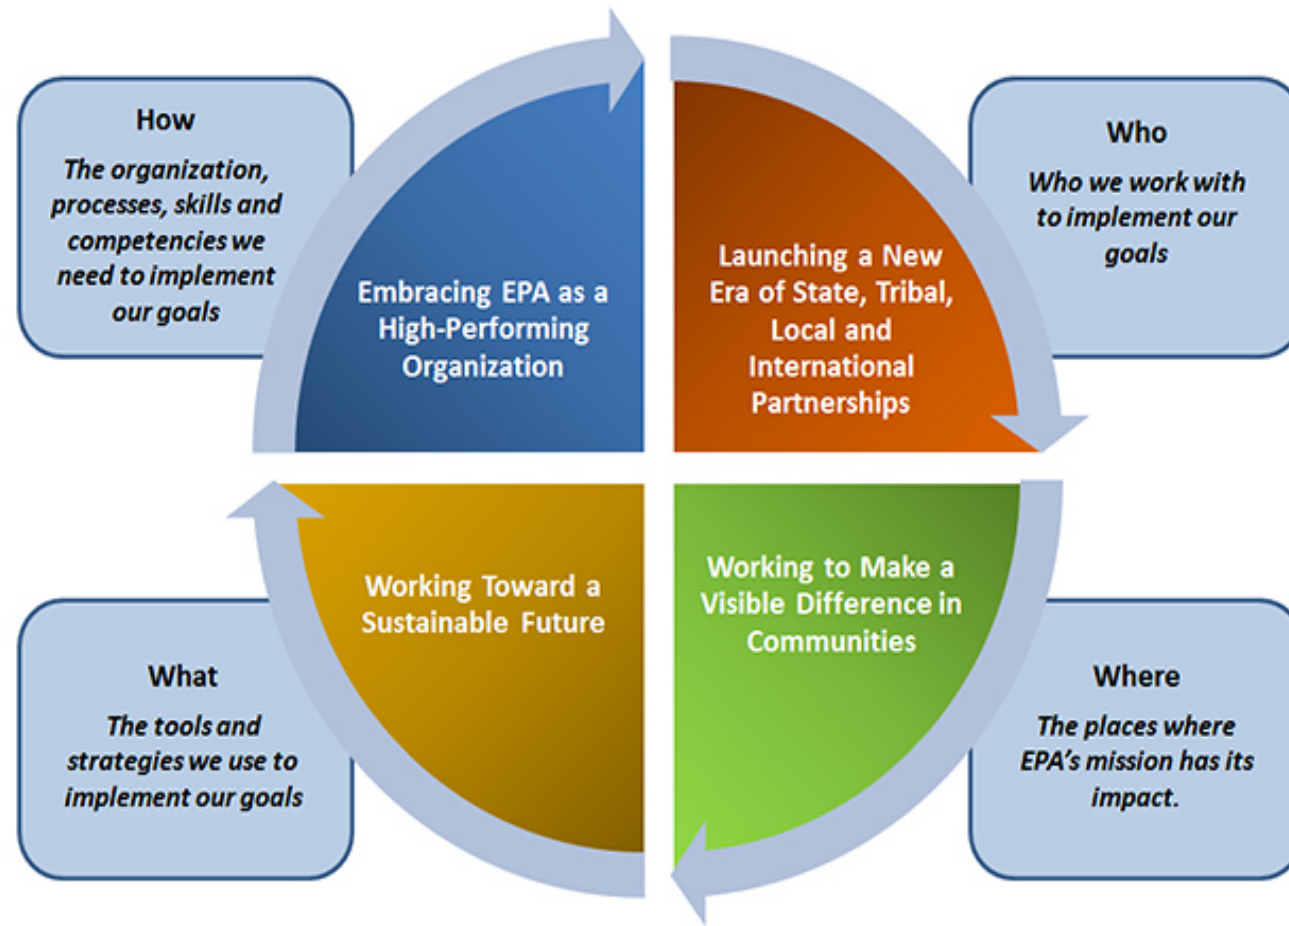 How
The organization,
processes, skills and
competencies we
need to implement
our goals
Embracing EPA as a
High-Performing
Organization
Launching a New
Era of State, Tribal,
Local and
International
Partnerships
Who
Who we work with
to implement our
goals
What
The tools and
strategies we use to
implement our goals
Working Toward a
Sustainable Future
Working to Make a
Visible Difference in
Communities
Where
The places where
EPA's mission has its
impact.